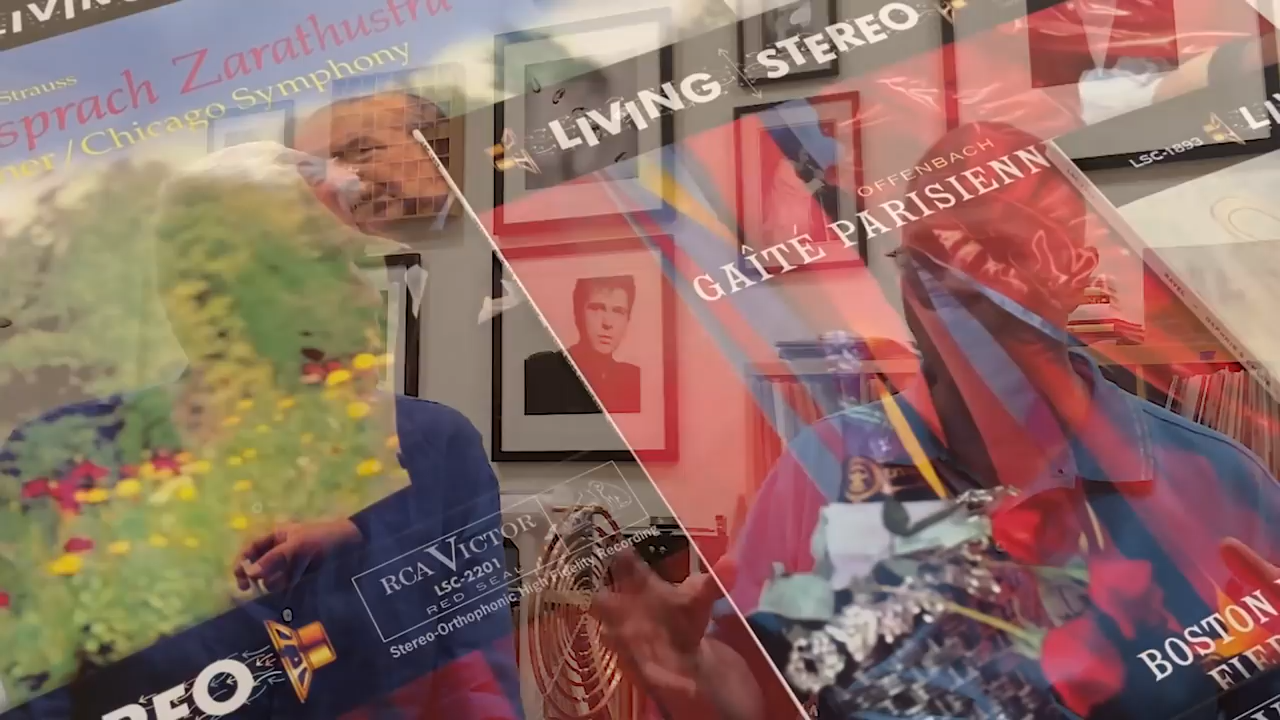 LIVING
Strauss
sprach Zarathustra
ner / Chicago Symphony
LIVING STEREO
OFFENBACH
GAÎTÉ PARISIENN
LSC-1893
RCA VICTOR
LSC-2201
RED SEAL
Stereo-Orthophonic High Fidelity Recording
REO
BOSTON
FIE